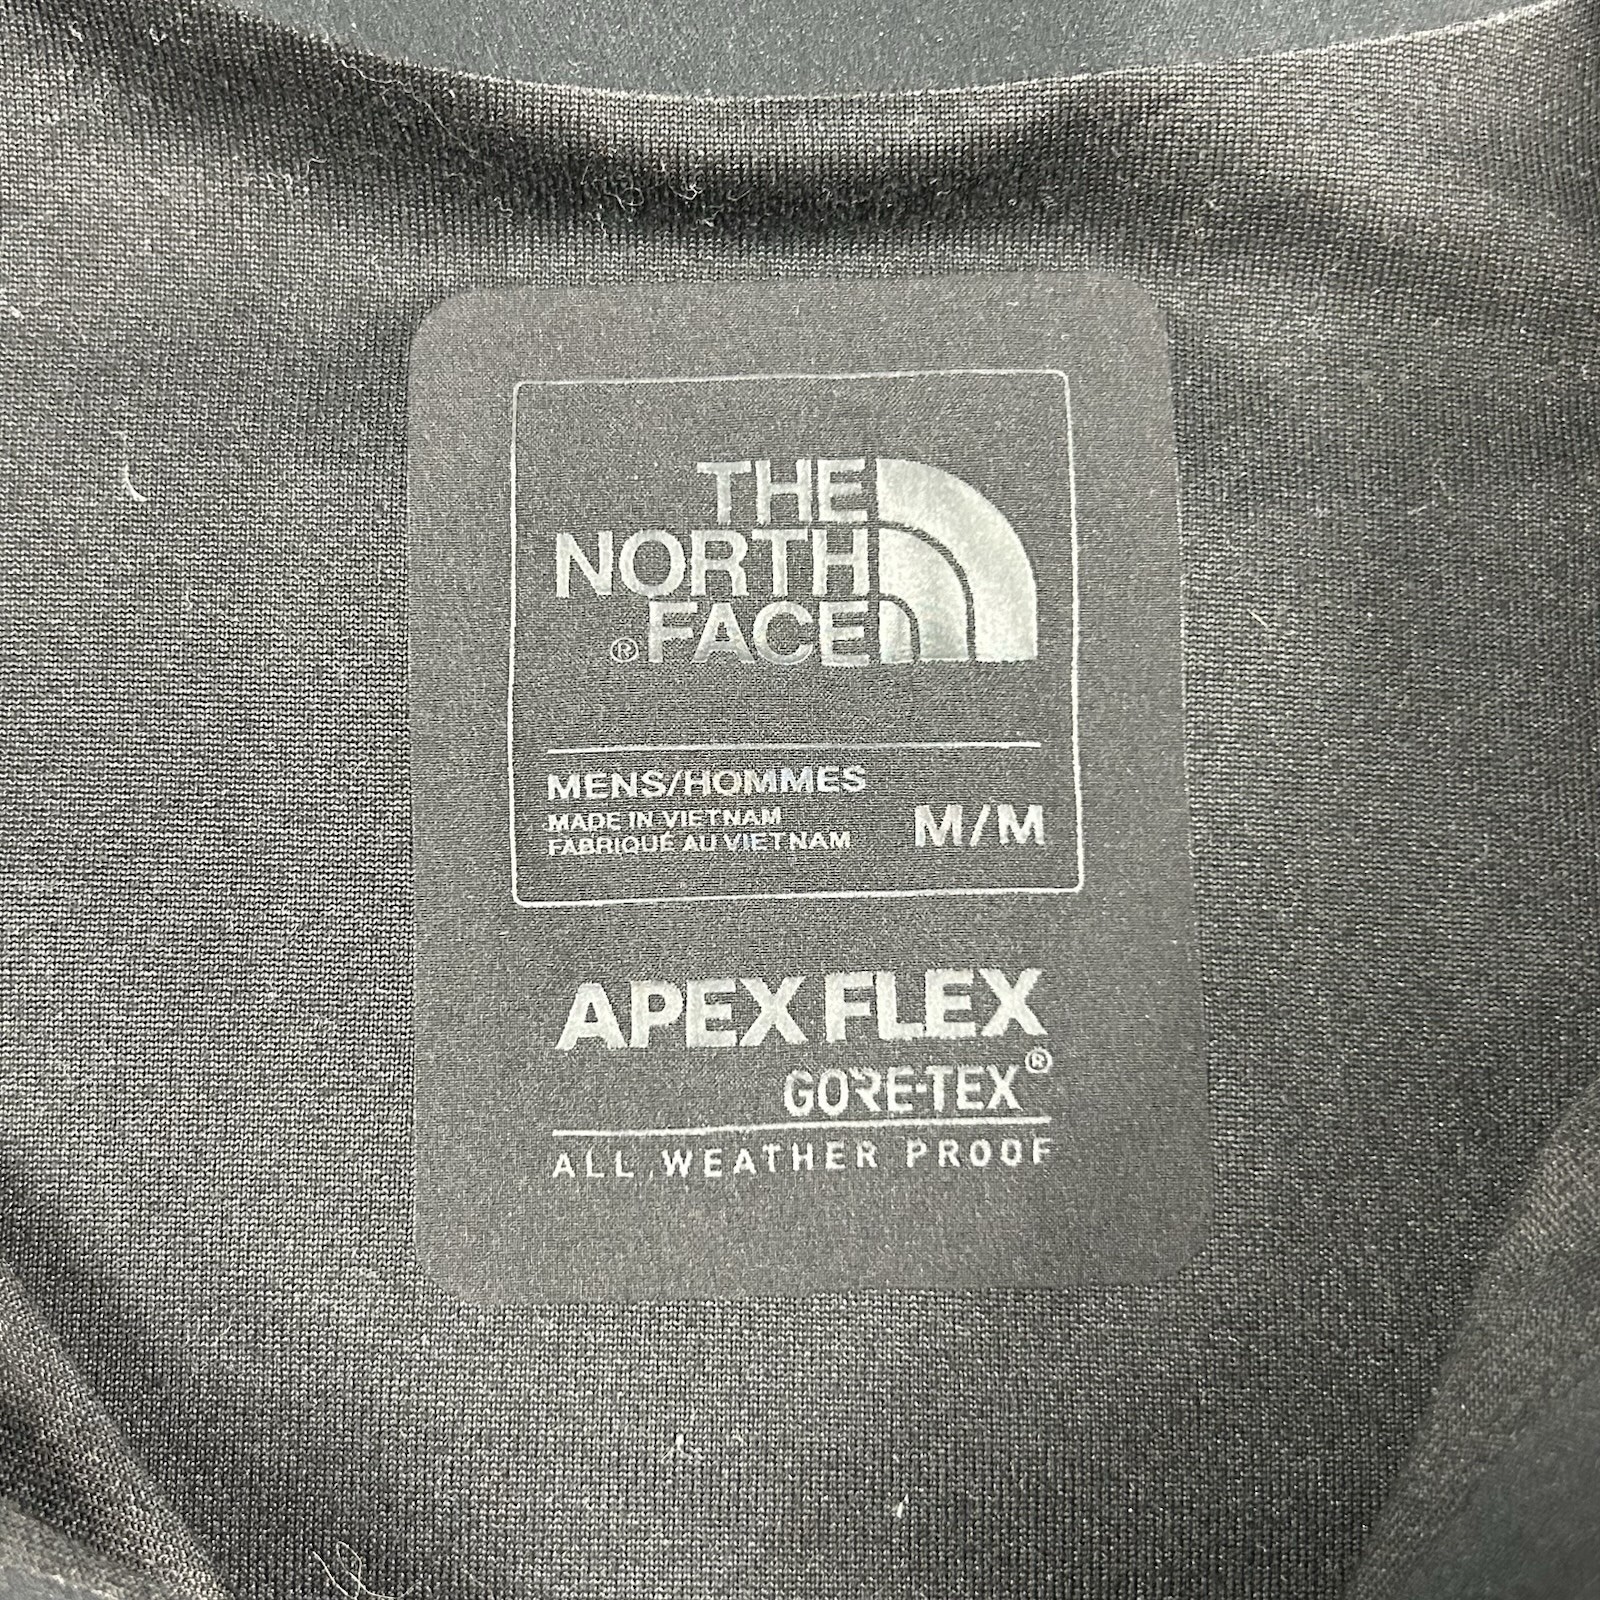 THE
NORTH
®FACE
MENS/HOMMES
MADE IN VIETNAM
FABRIQUÉ AU VIETNAM
M/M
APEX FLEX
GORE-TEX®
ALL WEATHER PROOF